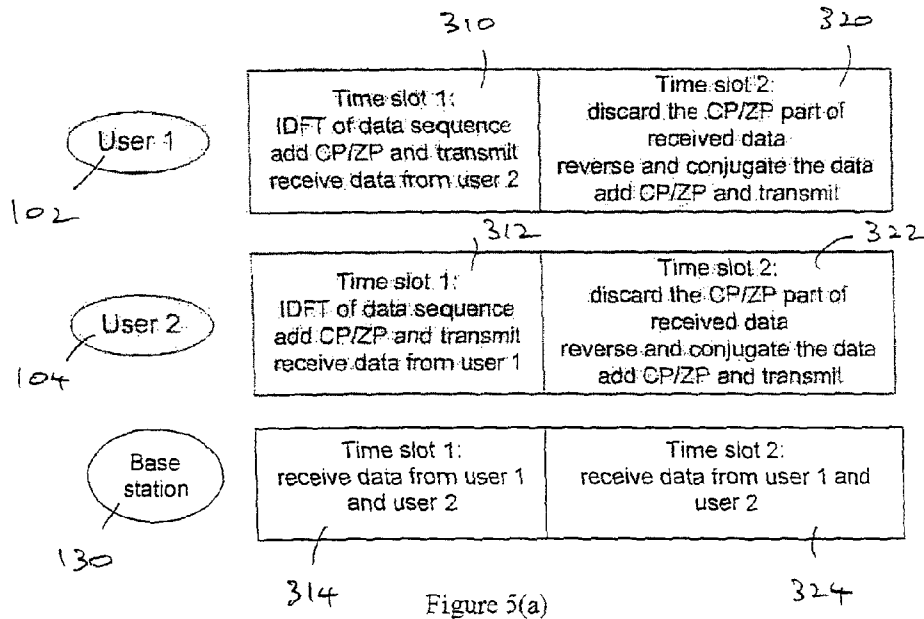 310
320
User 1
Time slot 1:
IDFT of data sequence
add CP/ZP and transmit
receive data from user 2
Time slot 2:
discard the CP/ZP part of
received data
reverse and conjugate the data
add CP/ZP and transmit
102
312
322
User 2
Time slot 1:
IDFT of data sequence
add CP/ZP and transmit
receive data from user 1
Time slot 2:
discard the CP/ZP part of
received data
reverse and conjugate the data
add CP/ZP and transmit
104
Base
station
Time slot 1:
receive data from user 1
and user 2
Time slot 2:
receive data from user 1 and
user 2
130
314
324
Figure 5(a)